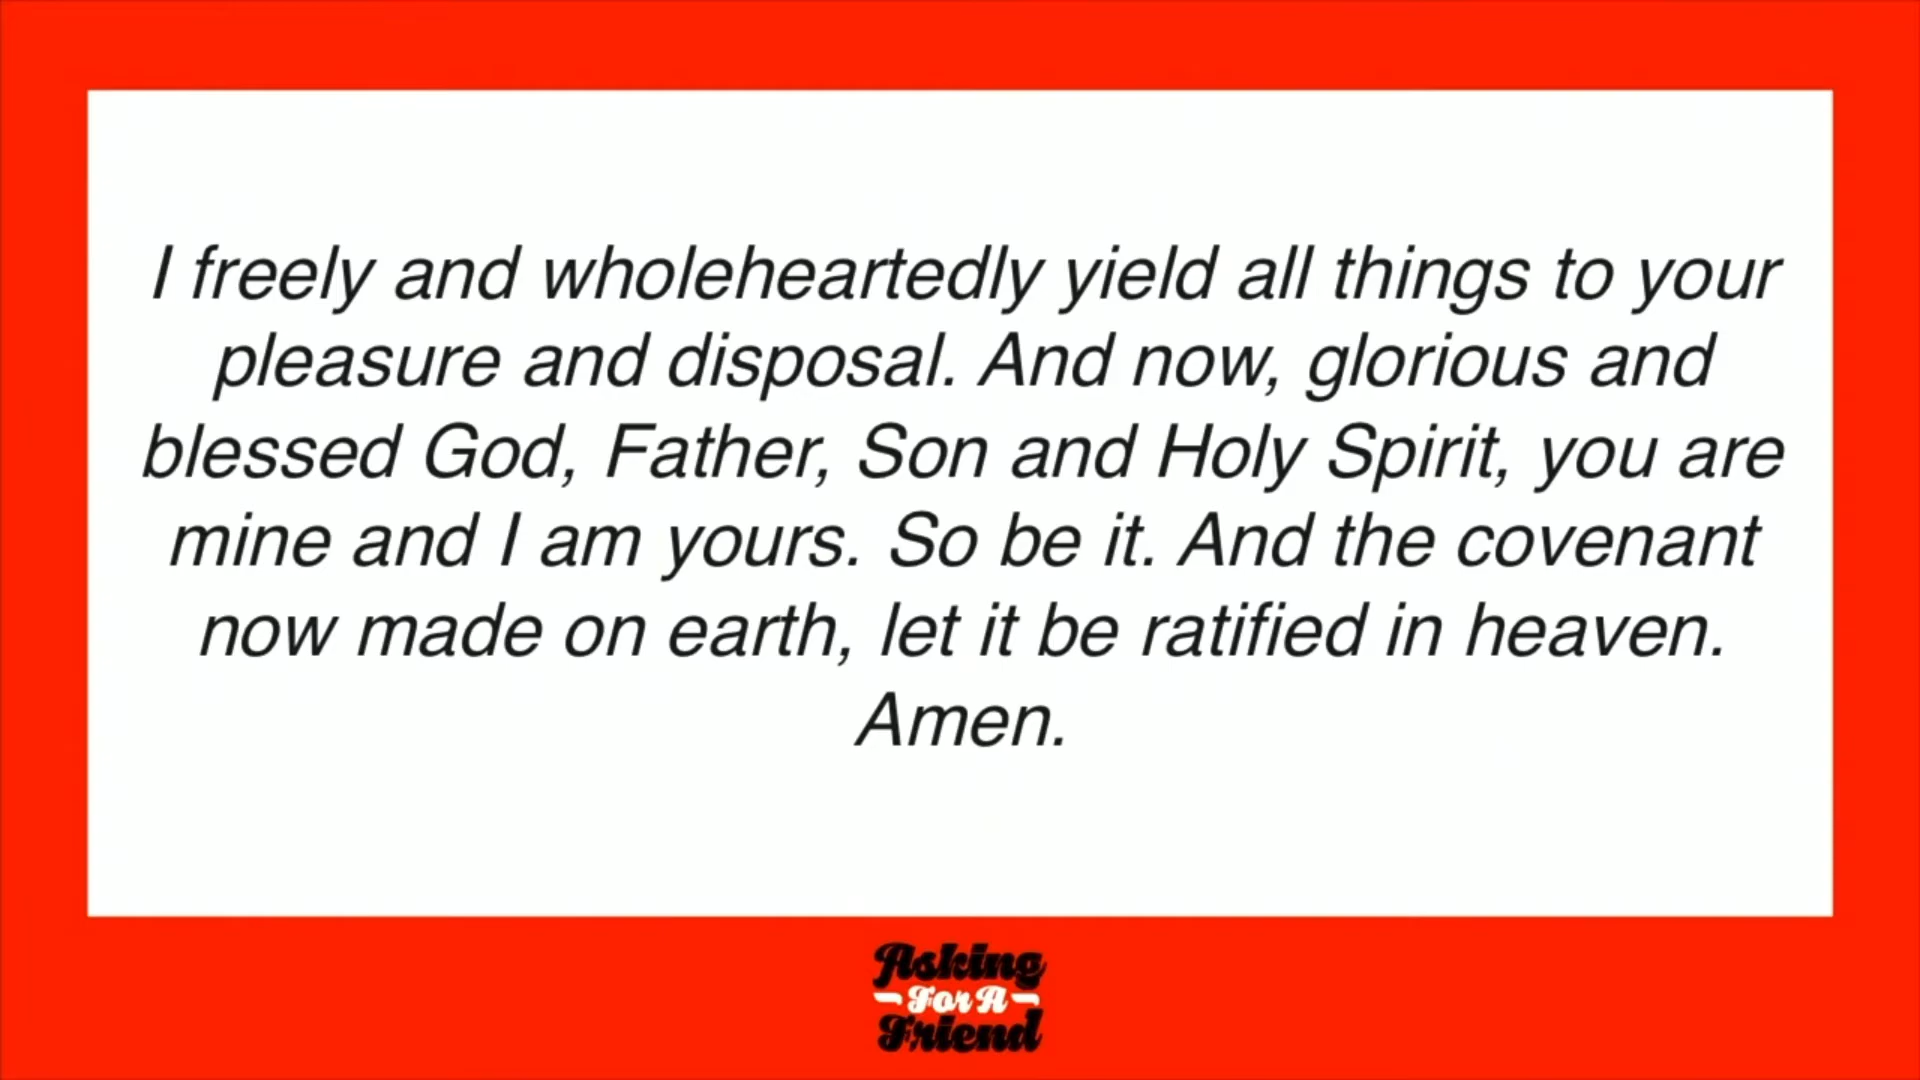 I freely and wholeheartedly yield all things to your
pleasure and disposal. And now, glorious and
blessed God, Father, Son and Holy Spirit, you are
mine and I am yours. So be it. And the covenant
now made on earth, let it be ratified in heaven.
Amen.
Asking
For A
Friend